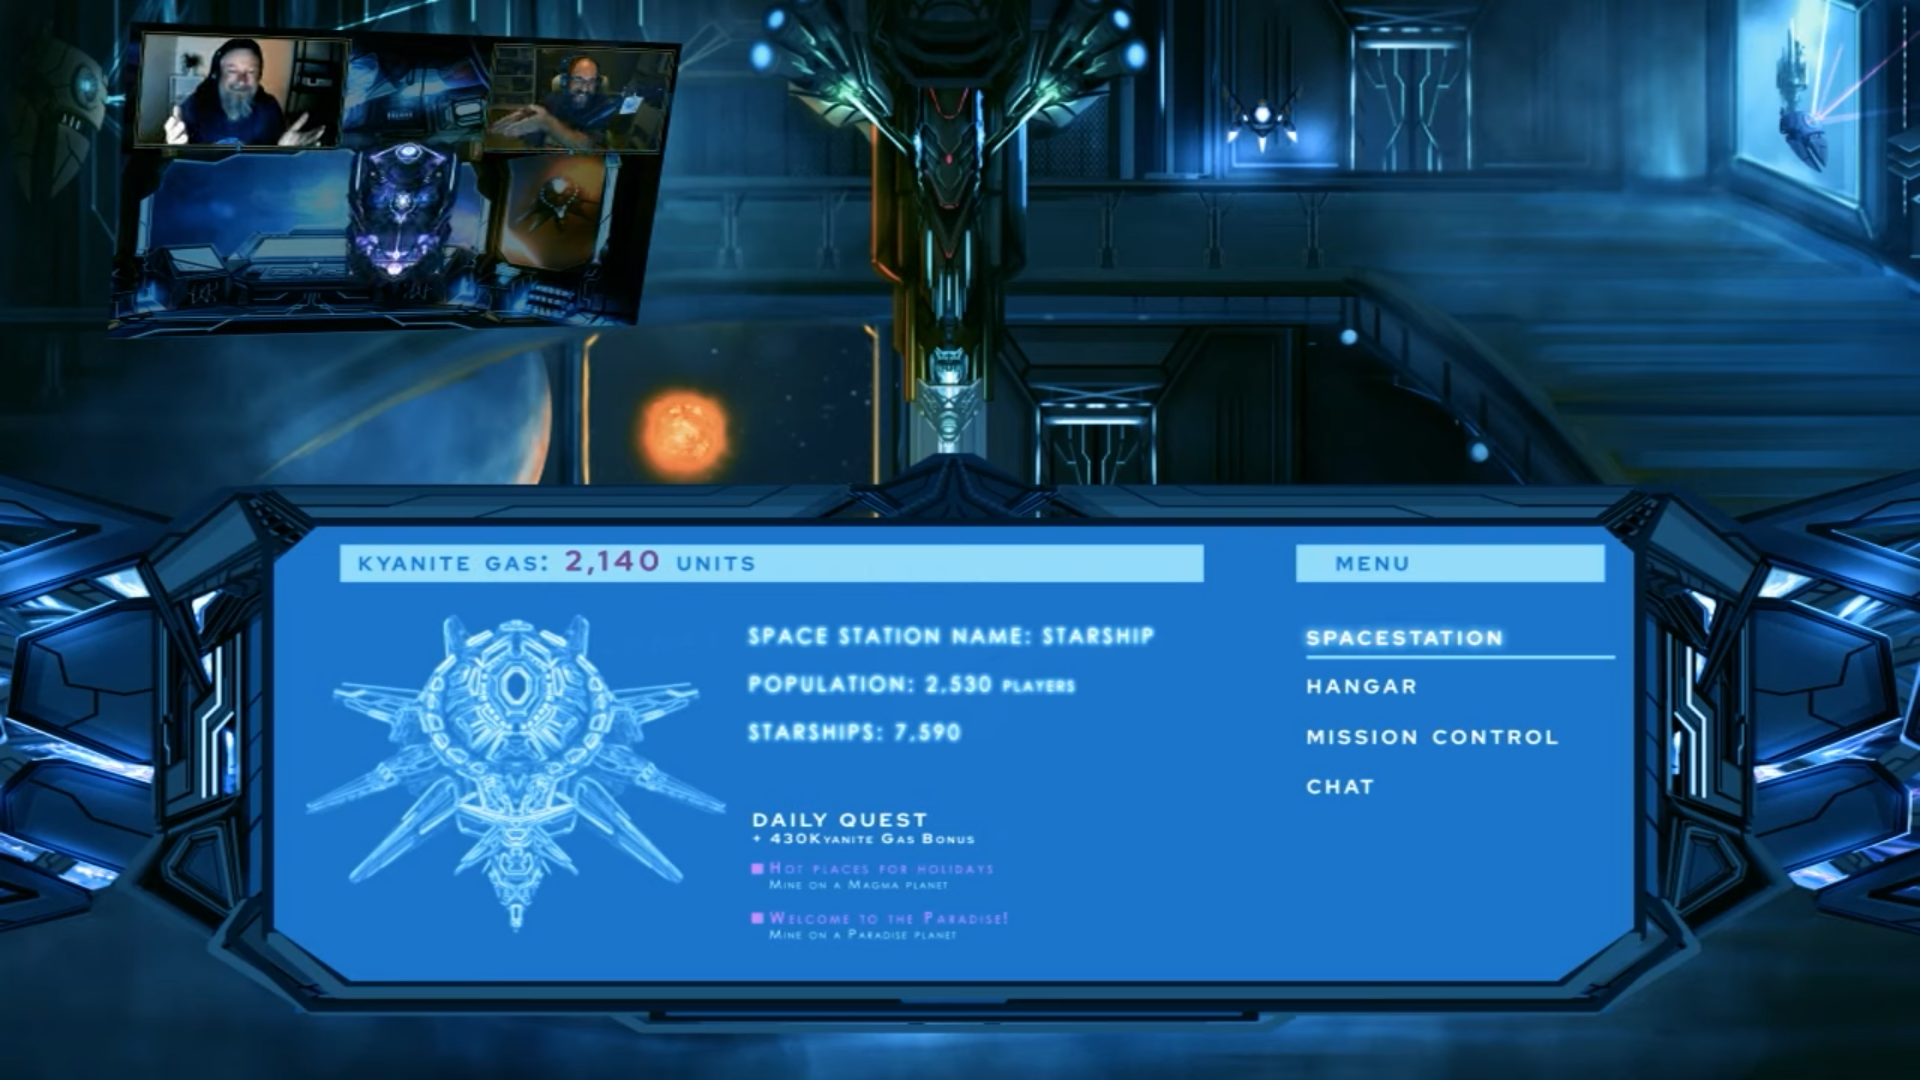 KYANITE GAS: 2,140 UNITS
MENU
SPACE STATION NAME: STARSHIP
POPULATION: 2,530 PLAYERS
STARSHIPS: 7,590
DAILY QUEST
+ 430KYANITE GAS BONUS
HOT PLACES FOR HOLIDAYS
MINE ON A MAGMA PLANET
WELCOME TO THE PARADISE!
MINE ON A PARADISE PLANET
SPACESTATION
HANGAR
MISSION CONTROL
CHAT